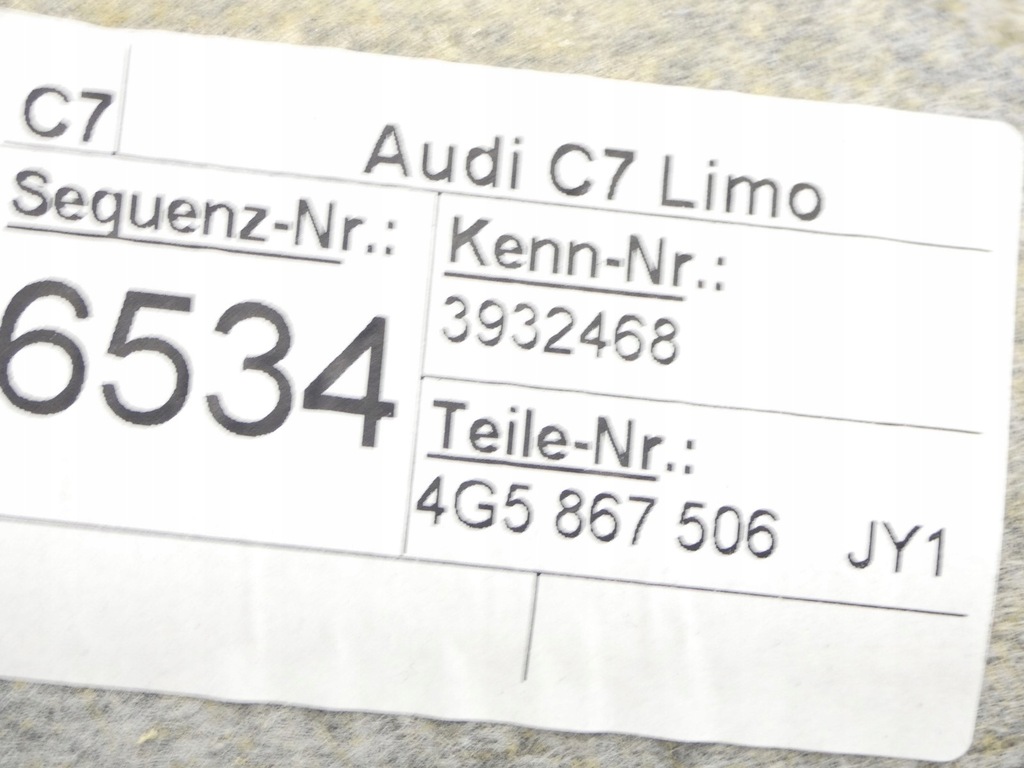 C7
Audi C7 Limo
Sequenz-Nr.:
6534
Kenn-Nr.:
3932468
Teile-Nr.:
4G5 867 506 JY1